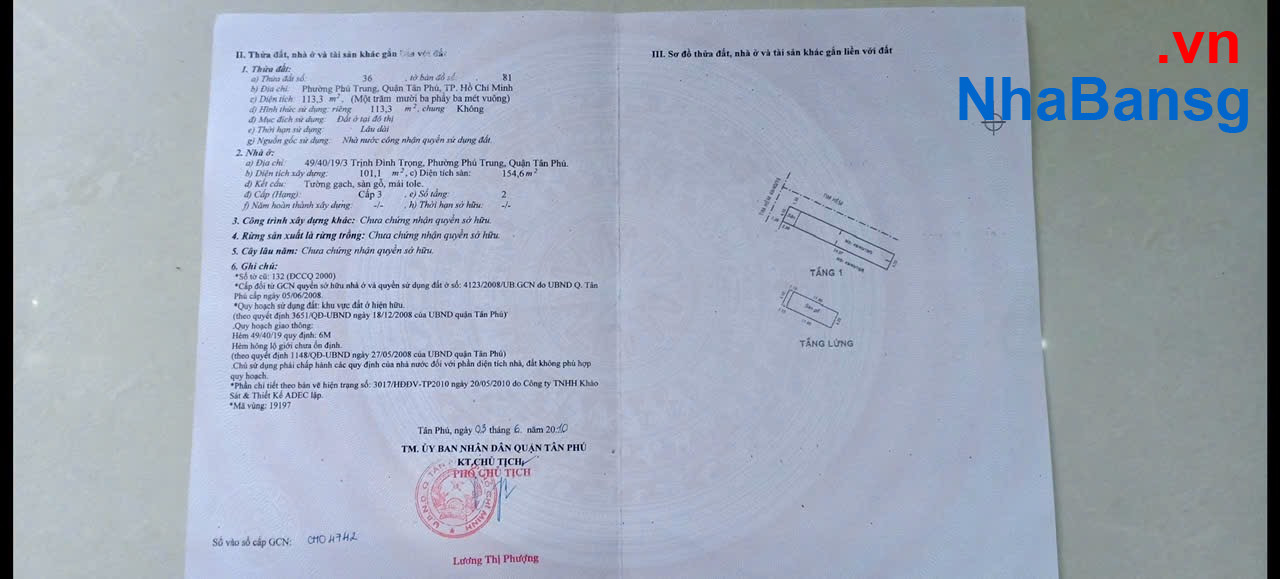 II. Thửa đất, nhà ở và tài sản khác gắn liền với đất
1. Thửa đất:
a) Thửa đất số: 36 , tờ bản đồ số: 81
b) Địa chỉ: Phường Phú Trung, Quận Tân Phú, TP. Hồ Chí Minh
c) Diện tích: 113,3 m², (Một trăm mười ba phẩy ba mét vuông)
d) Hình thức sử dụng: riêng 113,3 m², chung Không
đ) Mục đích sử dụng: Đất ở tại đô thị
e) Thời hạn sử dụng: Lâu dài
g) Nguồn gốc sử dụng: Nhà nước công nhận quyền sử dụng đất.
2. Nhà ở:
a) Địa chỉ: 49/40/19/3 Trịnh Đình Trọng, Phường Phú Trung, Quận Tân Phú.
b) Diện tích xây dựng: 101,1 m², c) Diện tích sàn: 154,6 m²
d) Kết cấu: Tường gạch, sàn gỗ, mái tole.
đ) Cấp (Hạng): Cấp 3 , e) Số tầng: 2
f) Năm hoàn thành xây dựng: -/- , h) Thời hạn sở hữu: -/-
3. Công trình xây dựng khác: Chưa chứng nhận quyền sở hữu.
4. Rừng sản xuất là rừng trồng: Chưa chứng nhận quyền sở hữu.
5. Cây lâu năm: Chưa chứng nhận quyền sở hữu.
6. Ghi chú:
*Số tờ cũ: 132 (ĐCCQ 2000)
*Cấp đổi từ GCN quyền sở hữu nhà ở và quyền sử dụng đất ở số: 4123/2008/UB.GCN do UBND Q. Tân
Phú cấp ngày 05/06/2008.
*Quy hoạch sử dụng đất: khu vực đất ở hiện hữu.
(theo quyết định 3651/QĐ-UBND ngày 18/12/2008 của UBND quận Tân Phú)
.Quy hoạch giao thông:
Hẻm 49/40/19 quy định: 6M
Hẻm hông lộ giới chưa ổn định.
(theo quyết định 1148/QĐ-UBND ngày 27/05/2008 của UBND quận Tân Phú)
.Chủ sử dụng phải chấp hành các quy định của nhà nước đối với phần diện tích nhà, đất không phù hợp
quy hoạch.
*Phần chi tiết theo bản vẽ hiện trạng số: 3017/HĐĐV-TP2010 ngày 20/05/2010 do Công ty TNHH Khảo
Sát & Thiết Kế ADEC lập.
*Mã vùng: 19197
Tân Phú, ngày 03 tháng 6 năm 2010
TM. ỦY BAN NHÂN DÂN QUẬN TÂN PHÚ
KT.CHỦ TỊCH
PHÓ CHỦ TỊCH
Lương Thị Phượng
Số vào sổ cấp GCN: CH04742
III. Sơ đồ thửa đất, nhà ở và tài sản khác gắn liền với đất
.vn
NhaBansg
TIM HẺM
TẦNG 1
Sàn gỗ
TẦNG LỬNG